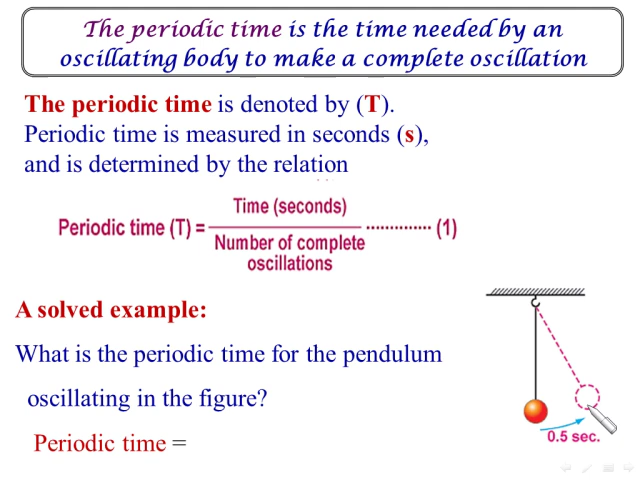 The periodic time is the time needed by an
oscillating body to make a complete oscillation
The periodic time is denoted by (T).
Periodic time is measured in seconds (s),
and is determined by the relation
Periodic time (T) = Time (seconds) / Number of complete oscillations .............. (1)
A solved example:
What is the periodic time for the pendulum
oscillating in the figure?
Periodic time =
0.5 sec.